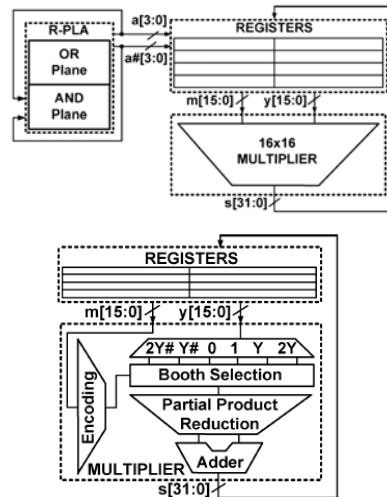 R-PLA
a[3:0]
a#[3:0]
REGISTERS
OR
Plane
AND
Plane
m[15:0]
y[15:0]
16x16
MULTIPLIER
s[31:0]
REGISTERS
m[15:0]
y[15:0]
2Y# Y# 0 1 Y 2Y
Encoding
Booth Selection
Partial Product
Reduction
Adder
MULTIPLIER
s[31:0]